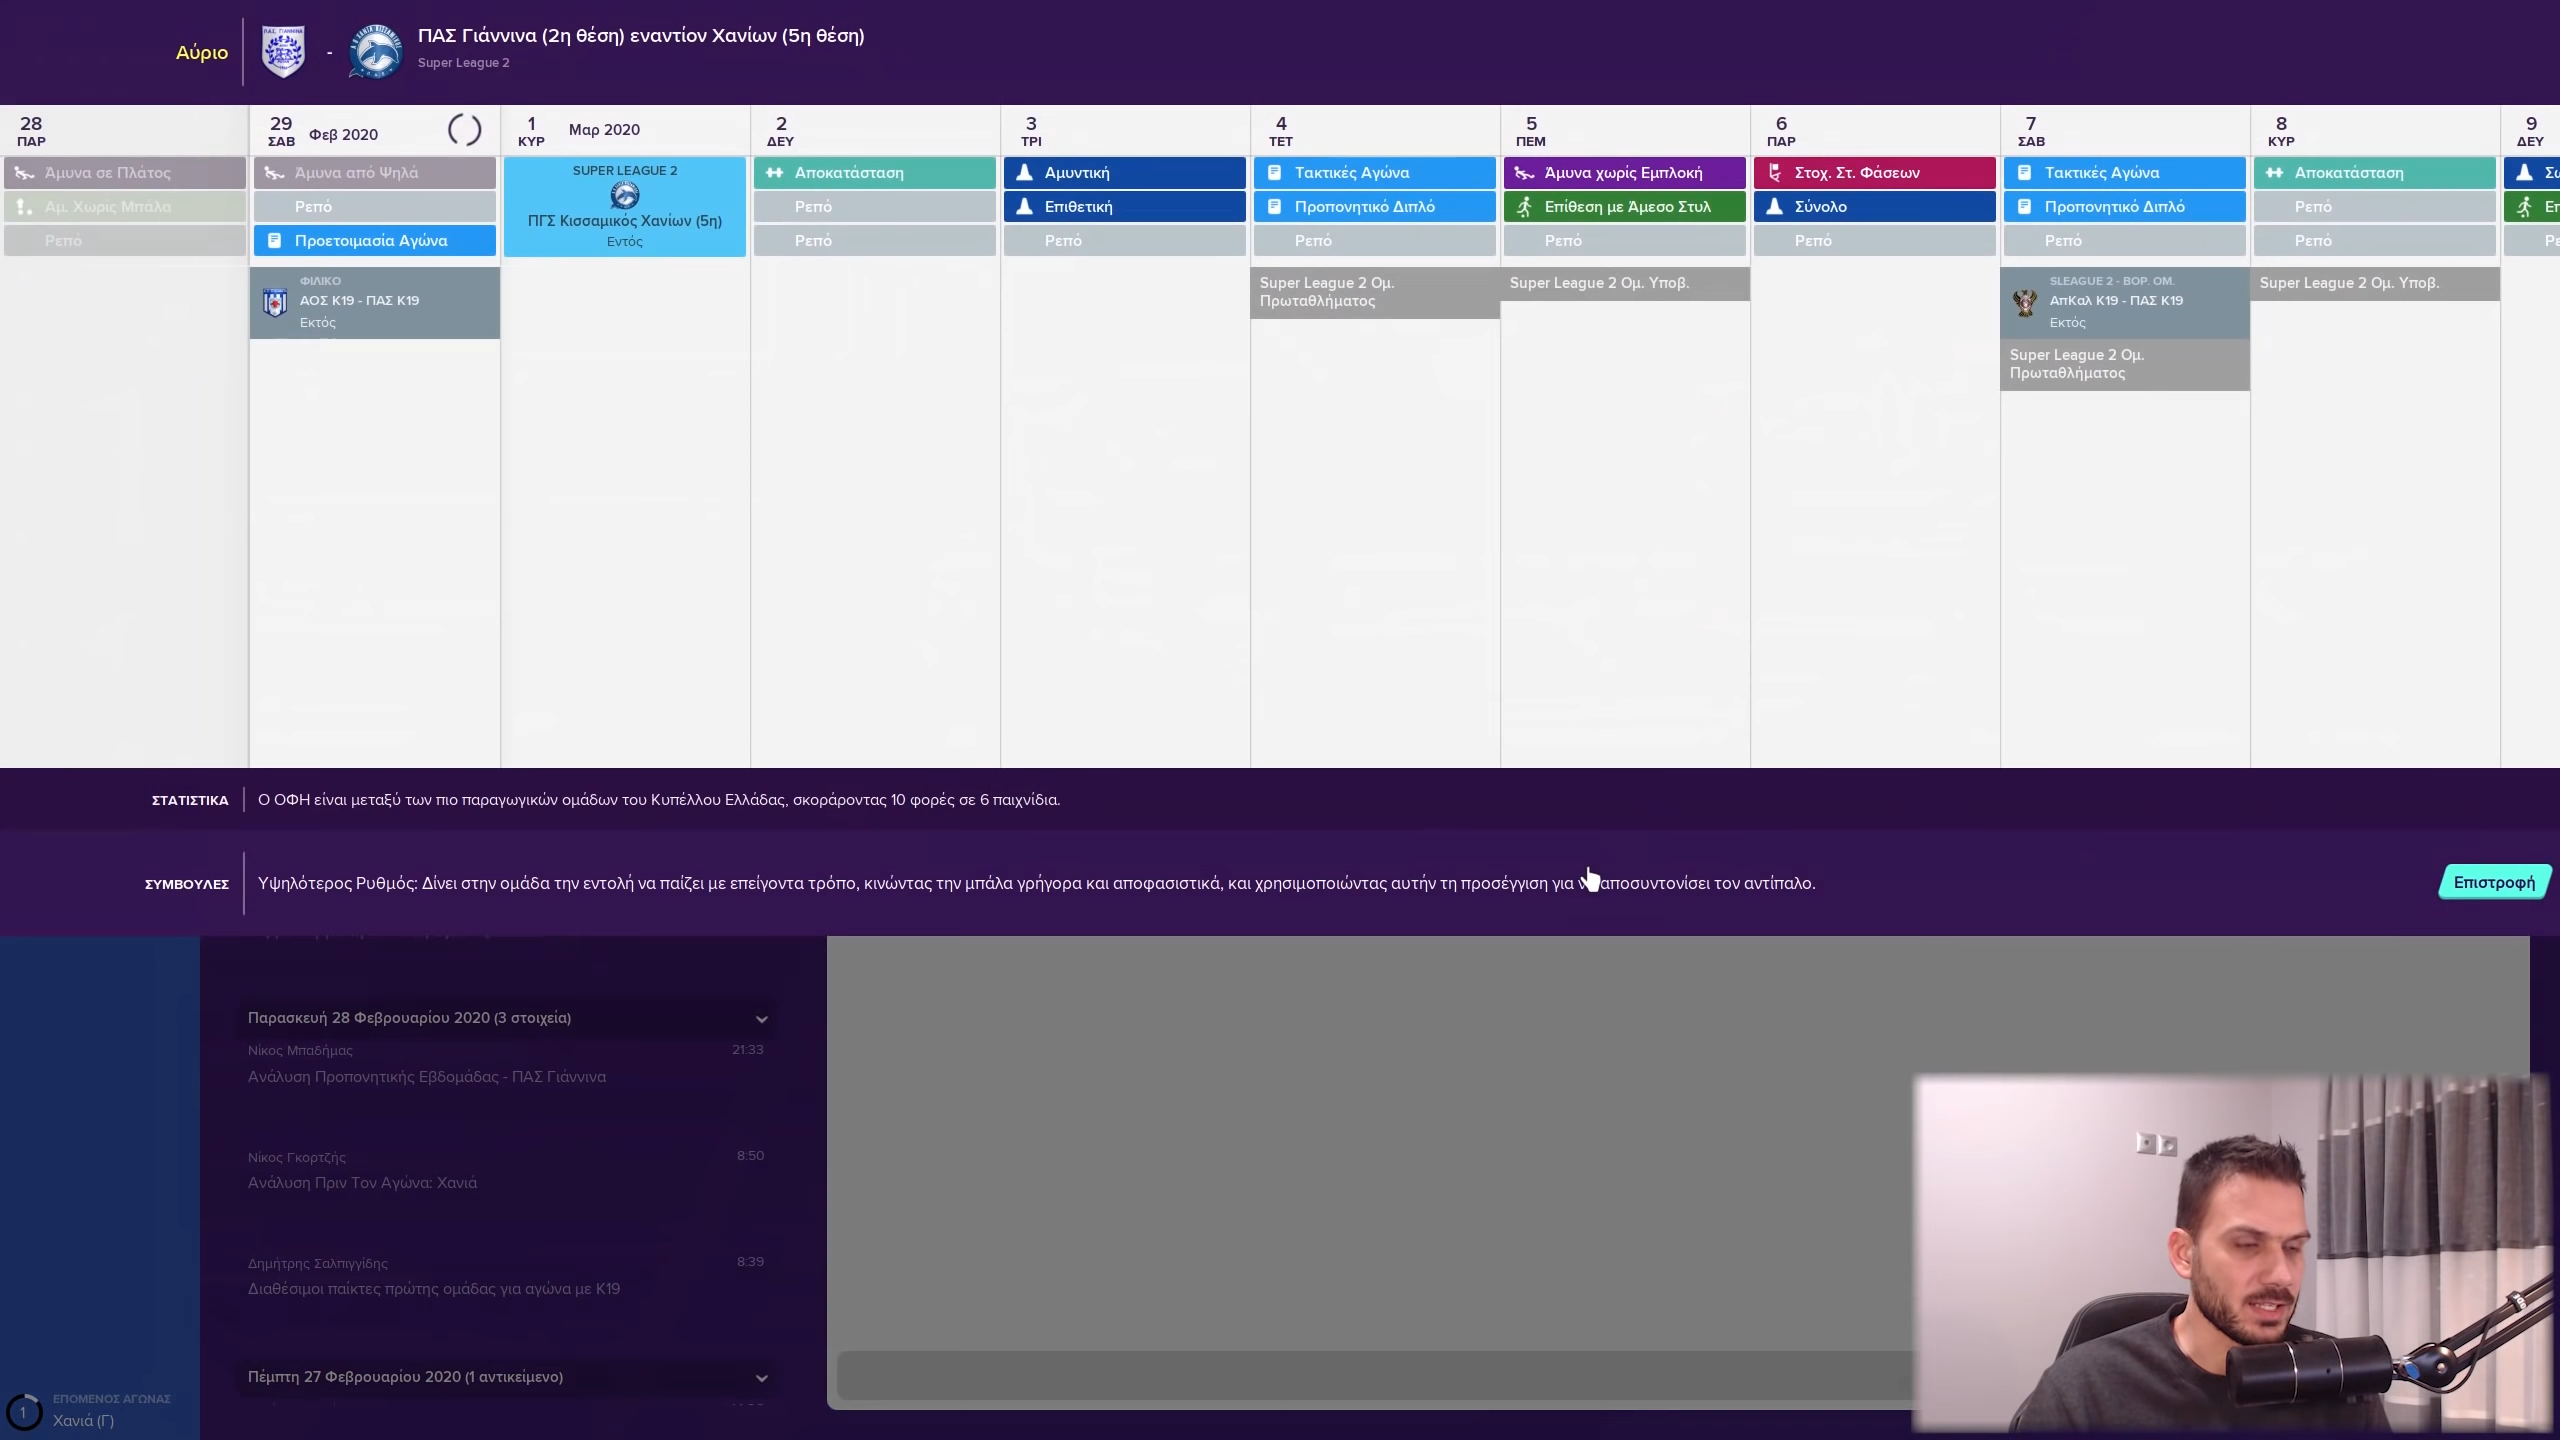 Αύριο
-
ΠΑΣ Γιάννινα (2η θέση) εναντίον Χανίων (5η θέση)
Super League 2
28
ΠΑΡ
29
ΣΑΒ
Φεβ 2020
1
ΚΥΡ
Μαρ 2020
2
ΔΕΥ
3
ΤΡΙ
4
ΤΕΤ
5
ΠΕΜ
6
ΠΑΡ
7
ΣΑΒ
8
ΚΥΡ
9
ΔΕΥ
Άμυνα σε Πλάτος
Αμ. Χωρίς Μπάλα
Ρεπό
Άμυνα από Ψηλά
Ρεπό
Προετοιμασία Αγώνα
ΦΙΛΙΚΟ
ΑΟΣ Κ19 - ΠΑΣ Κ19
Εκτός
SUPER LEAGUE 2
ΠΓΣ Κισσαμικός Χανίων (5η)
Εντός
Αποκατάσταση
Ρεπό
Ρεπό
Αμυντική
Επιθετική
Ρεπό
Τακτικές Αγώνα
Προπονητικό Διπλό
Ρεπό
Super League 2 Ομ.
Πρωταθλήματος
Άμυνα χωρίς Εμπλοκή
Επίθεση με Άμεσο Στυλ
Ρεπό
Super League 2 Ομ. Υποβ.
Στοχ. Στ. Φάσεων
Σύνολο
Ρεπό
Τακτικές Αγώνα
Προπονητικό Διπλό
Ρεπό
SLEAGUE 2 - ΒΟΡ. ΟΜ.
ΑπΚαλ Κ19 - ΠΑΣ Κ19
Εκτός
Super League 2 Ομ.
Πρωταθλήματος
Αποκατάσταση
Ρεπό
Ρεπό
Super League 2 Ομ. Υποβ.
ΣΤΑΤΙΣΤΙΚΑ
Ο ΟΦΗ είναι μεταξύ των πιο παραγωγικών ομάδων του Κυπέλλου Ελλάδας, σκοράροντας 10 φορές σε 6 παιχνίδια.
ΣΥΜΒΟΥΛΕΣ
Υψηλότερος Ρυθμός: Δίνει στην ομάδα την εντολή να παίζει με επείγοντα τρόπο, κινώντας την μπάλα γρήγορα και αποφασιστικά, και χρησιμοποιώντας αυτήν τη προσέγγιση για αποσυντονίσει τον αντίπαλο.
Επιστροφή
Παρασκευή 28 Φεβρουαρίου 2020 (3 στοιχεία)
Νίκος Μπαδήμας
21:33
Ανάλυση Προπονητικής Εβδομάδας - ΠΑΣ Γιάννινα
Νίκος Γκορτζής
8:50
Ανάλυση Πριν Τον Αγώνα: Χανιά
Δημήτρης Σαλπιγγίδης
8:39
Διαθέσιμοι παίκτες πρώτης ομάδας για αγώνα με Κ19
Πέμπτη 27 Φεβρουαρίου 2020 (1 αντικείμενο)
1
ΕΠΟΜΕΝΟΣ ΑΓΩΝΑΣ
Χανιά (Γ)